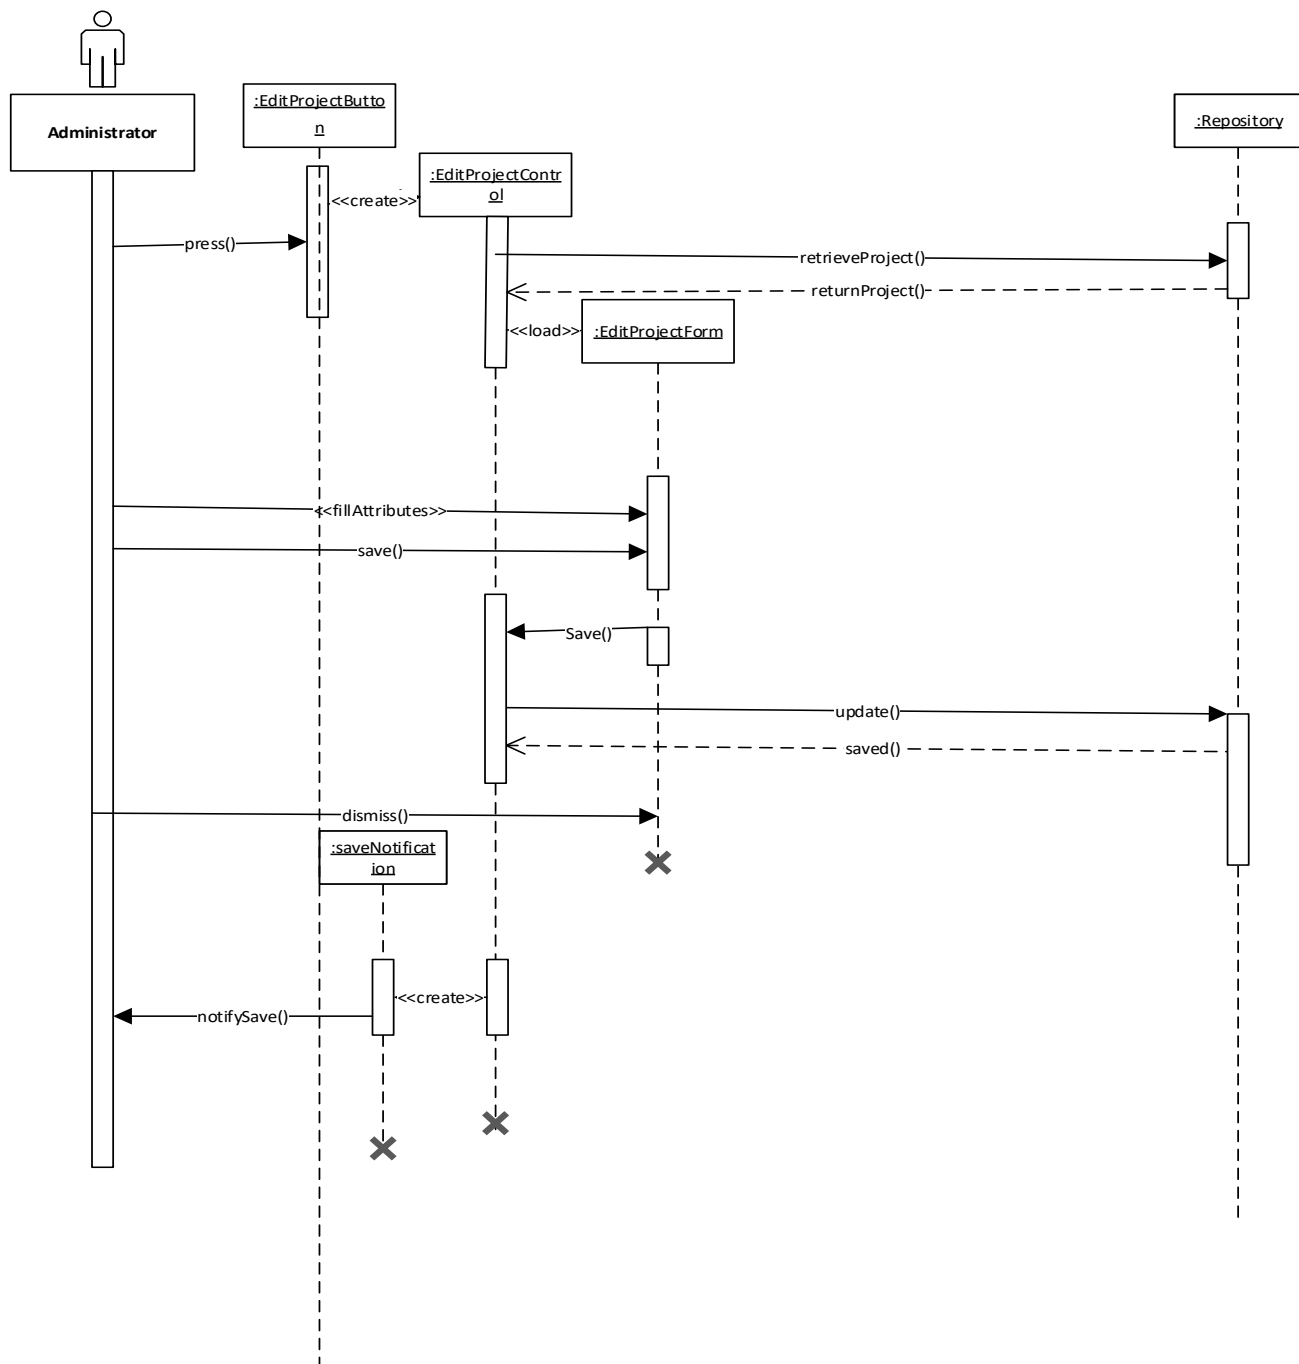 :EditProjectButto
n
Administrator
:Repository
:EditProjectContr
ol
<<create>>
press()
retrieveProject()
returnProject()
<<load>>
:EditProjectForm
<<fillAttributes>>
save()
Save()
update()
saved()
dismiss()
:saveNotificat
ion
<<create>>
notifySave()